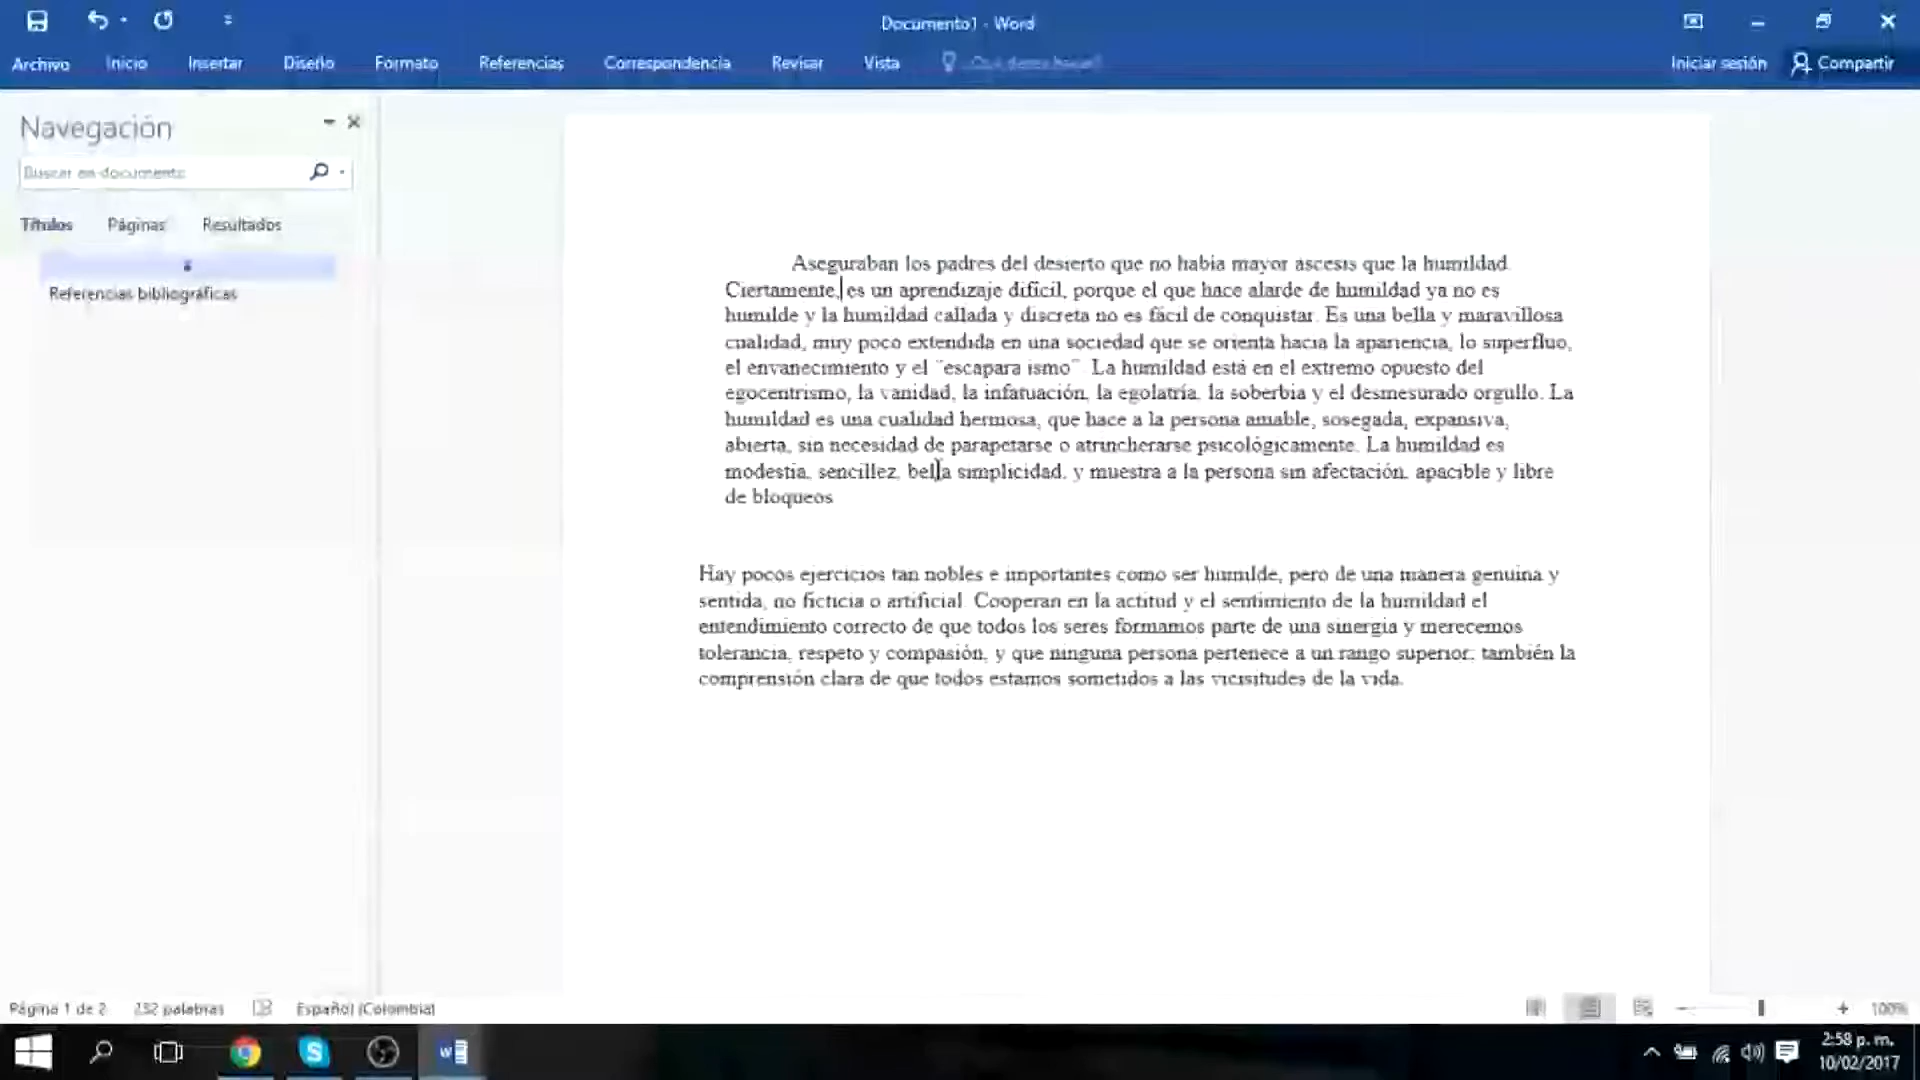 Documento1 - Word
Archivo Inicio Insertar Diseño Formato Referencias Correspondencia Revisar Vista ¿Qué desea hacer? Iniciar sesión Compartir
Navegación
Buscar en documento
Títulos Páginas Resultados
Referencias bibliográficas
Aseguraban los padres del desierto que no había mayor ascesis que la humildad.
Ciertamente, es un aprendizaje difícil, porque el que hace alarde de humildad ya no es
humilde y la humildad callada y discreta no es fácil de conquistar. Es una bella y maravillosa
cualidad, muy poco extendida en una sociedad que se orienta hacia la apariencia, lo superfluo,
el envanecimiento y el "escapara ismo". La humildad está en el extremo opuesto del
egocentrismo, la vanidad, la infatuación, la egolatría, la soberbia y el desmesurado orgullo. La
humildad es una cualidad hermosa, que hace a la persona amable, sosegada, expansiva,
abierta, sin necesidad de parapetarse o atrincherarse psicológicamente. La humildad es
modestia, sencillez, bella simplicidad, y muestra a la persona sin afectación, apacible y libre
de bloqueos
Hay pocos ejercicios tan nobles e importantes como ser humilde, pero de una manera genuina y
sentida, no ficticia o artificial. Cooperan en la actitud y el sentimiento de la humildad el
entendimiento correcto de que todos los seres formamos parte de una sinergia y merecemos
tolerancia, respeto y compasión, y que ninguna persona pertenece a un rango superior; también la
comprensión clara de que todos estamos sometidos a las vicisitudes de la vida.
Página 1 de 2 232 palabras Español (Colombia) 100%
2:58 p. m.
10/02/2017